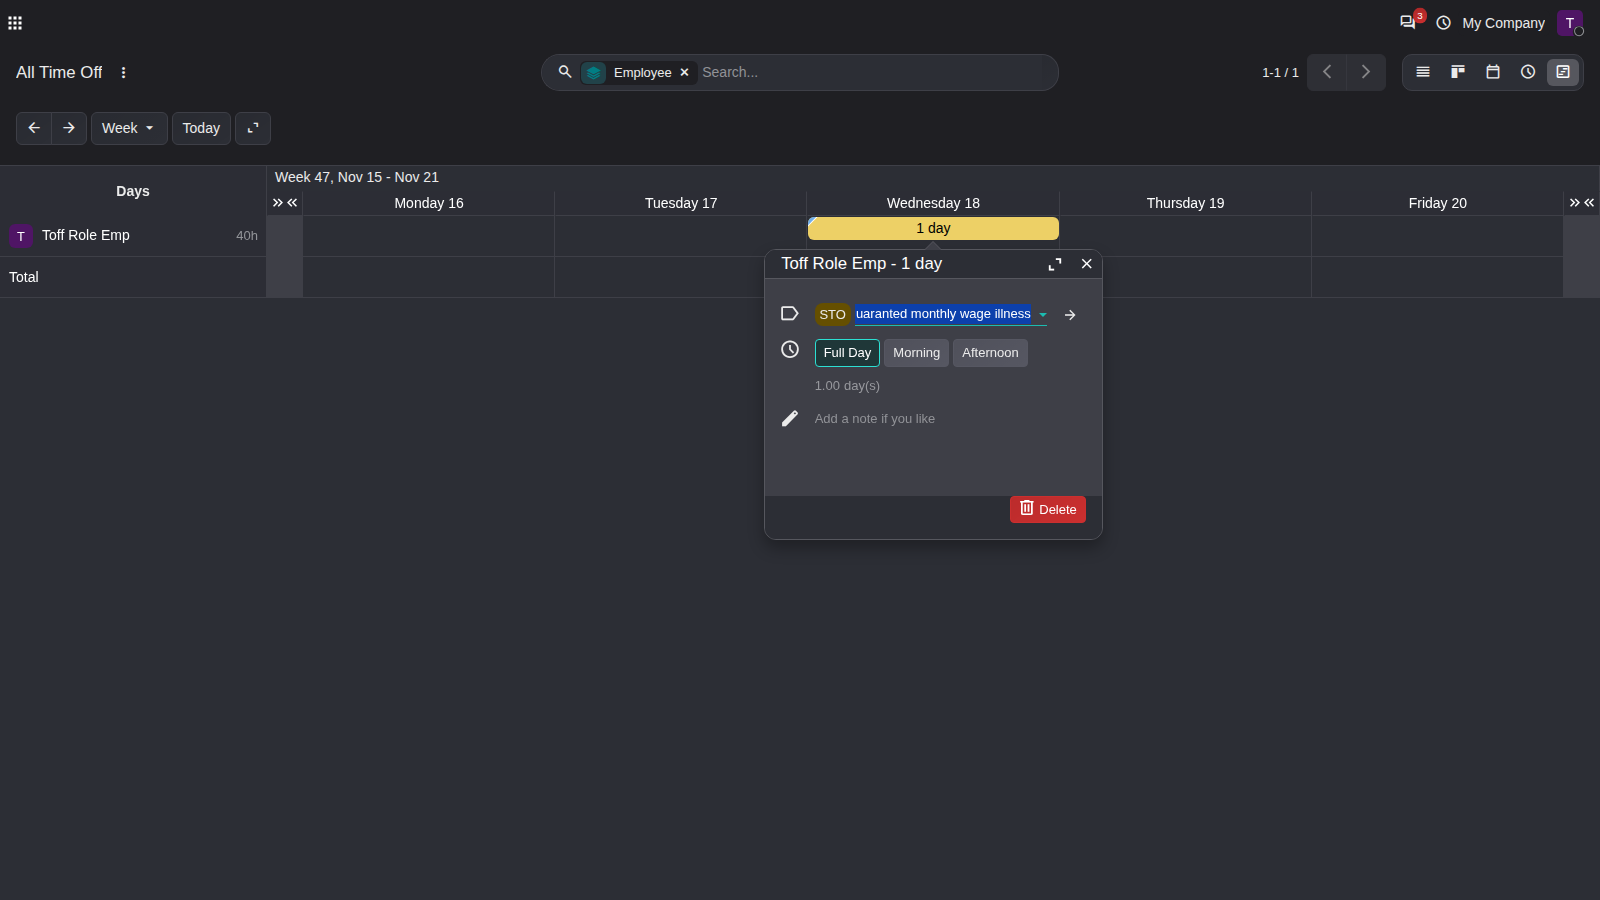 3
My Company
T
All Time Off
Employee
Search...
1-1 / 1
Week
Today
Days
Week 47, Nov 15 - Nov 21
Monday 16
Tuesday 17
Wednesday 18
Thursday 19
Friday 20
T
Toff Role Emp
40h
1 day
Total
Toff Role Emp - 1 day
STO
uaranted monthly wage illness
Full Day
Morning
Afternoon
1.00 day(s)
Add a note if you like
Delete